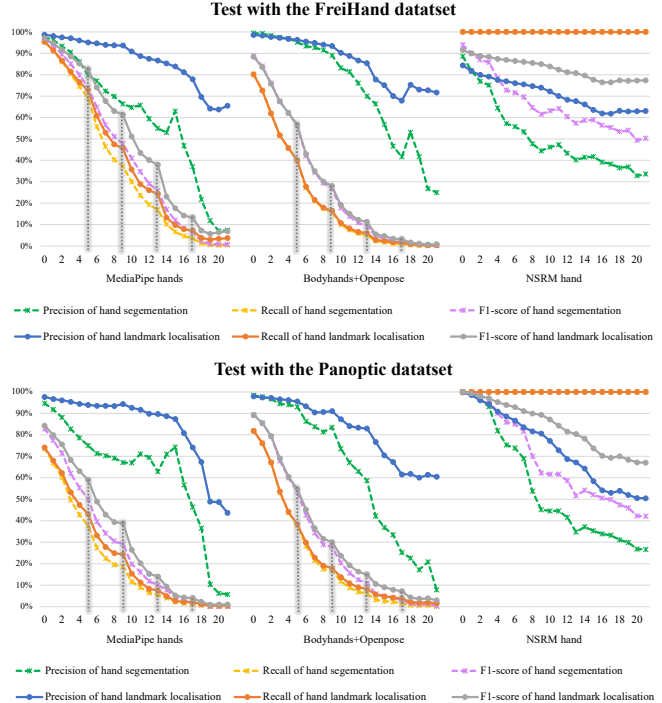 Test with the FreiHand datatset
100%
90%
80%
70%
60%
50%
40%
30%
20%
10%
0%
0 2 4 6 8 10 12 14 16 18 20 0 2 4 6 8 10 12 14 16 18 20 0 2 4 6 8 10 12 14 16 18 20
MediaPipe hands Bodyhands+Openpose NSRM hand
Precision of hand segementation Recall of hand segmentation F1-score of hand segmentation
Precision of hand landmark localisation Recall of hand landmark localisation F1-score of hand landmark localisation
Test with the Panoptic datatset
100%
90%
80%
70%
60%
50%
40%
30%
20%
10%
0%
0 2 4 6 8 10 12 14 16 18 20 0 2 4 6 8 10 12 14 16 18 20 0 2 4 6 8 10 12 14 16 18 20
MediaPipe hands Bodyhands+Openpose NSRM hand
Precision of hand segementation Recall of hand segementation F1-score of hand segementation
Precision of hand landmark localisation Recall of hand landmark localisation F1-score of hand landmark localisation